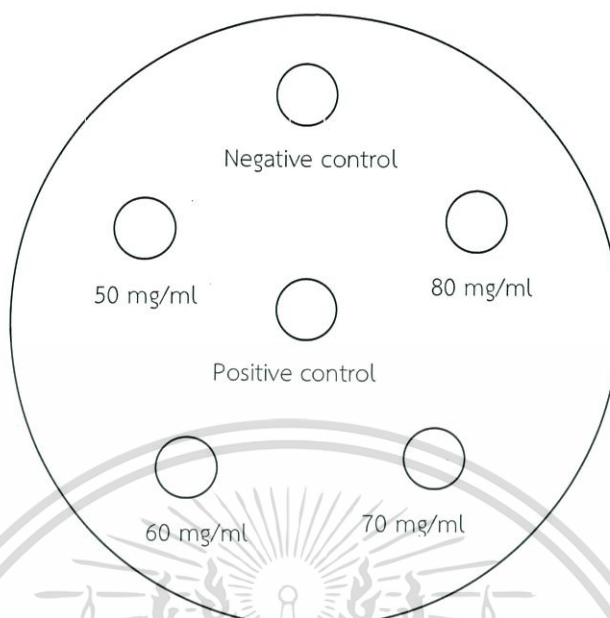 Negative control
50 mg/ml
80 mg/ml
Positive control
60 mg/ml
70 mg/ml